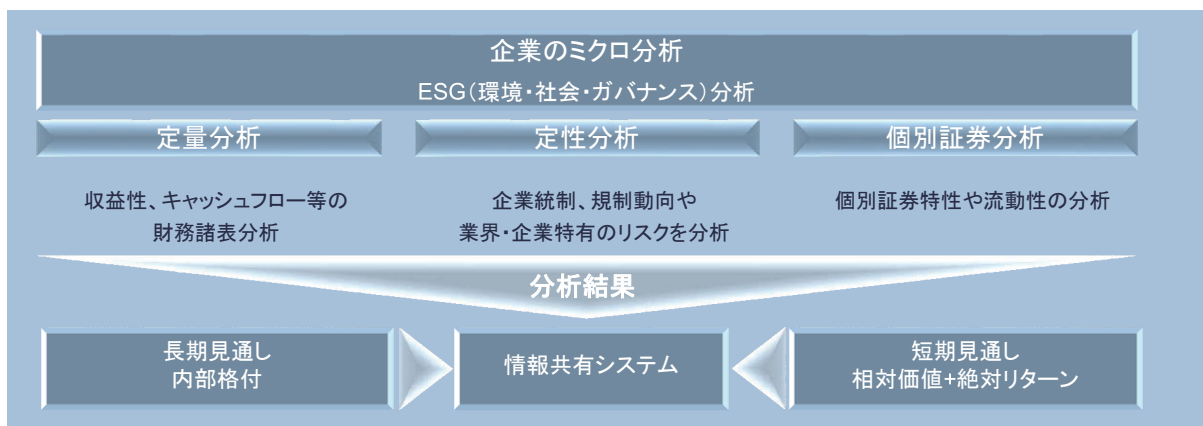 企業のミクロ分析
ESG(環境・社会・ガバナンス)分析
定量分析
収益性、キャッシュフロー等の
財務諸表分析
定性分析
企業統制、規制動向や
業界・企業特有のリスクを分析
個別証券分析
個別証券特性や流動性の分析
分析結果
長期見通し
内部格付
情報共有システム
短期見通し
相対価値+絶対リターン